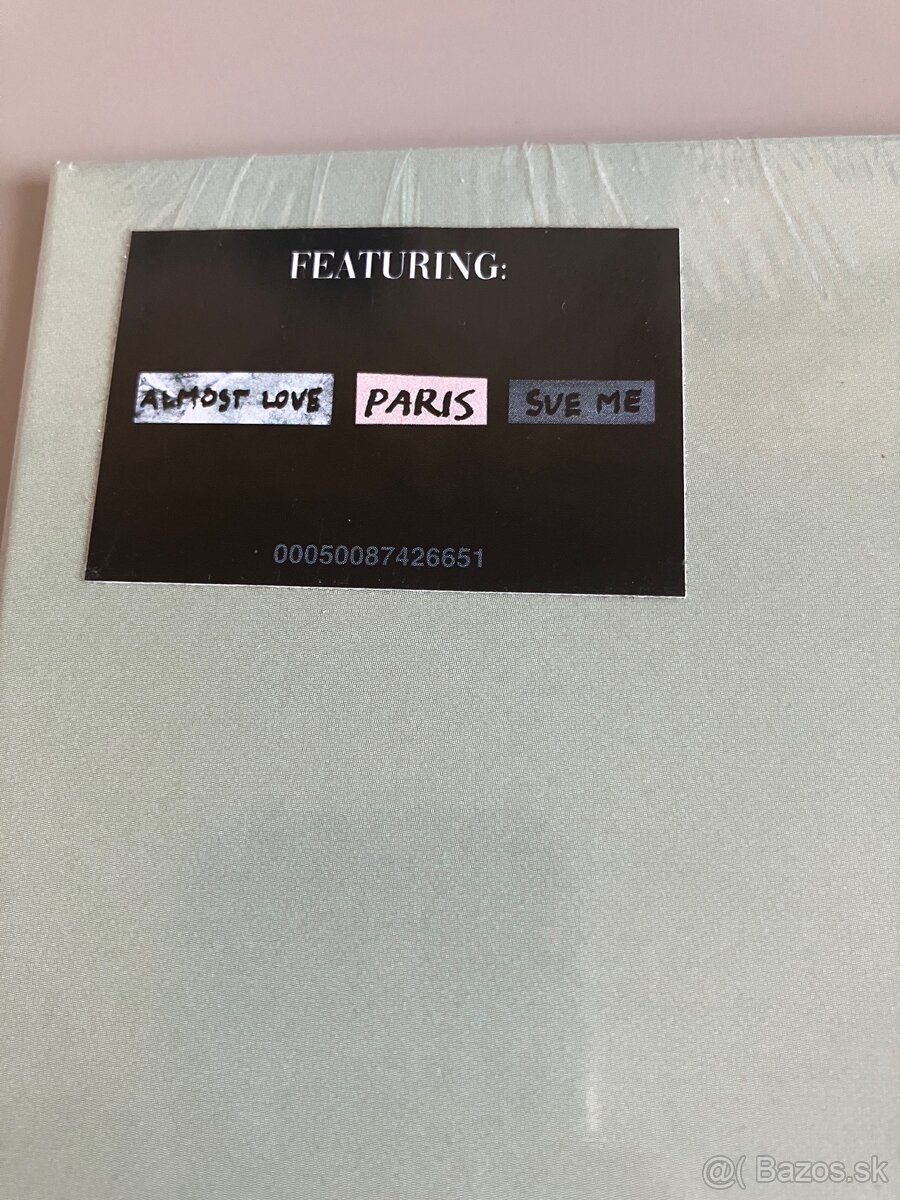 FEATURING:
ALMOST LOVE PARIS SUE ME
00050087426651
@( Bazos.sk